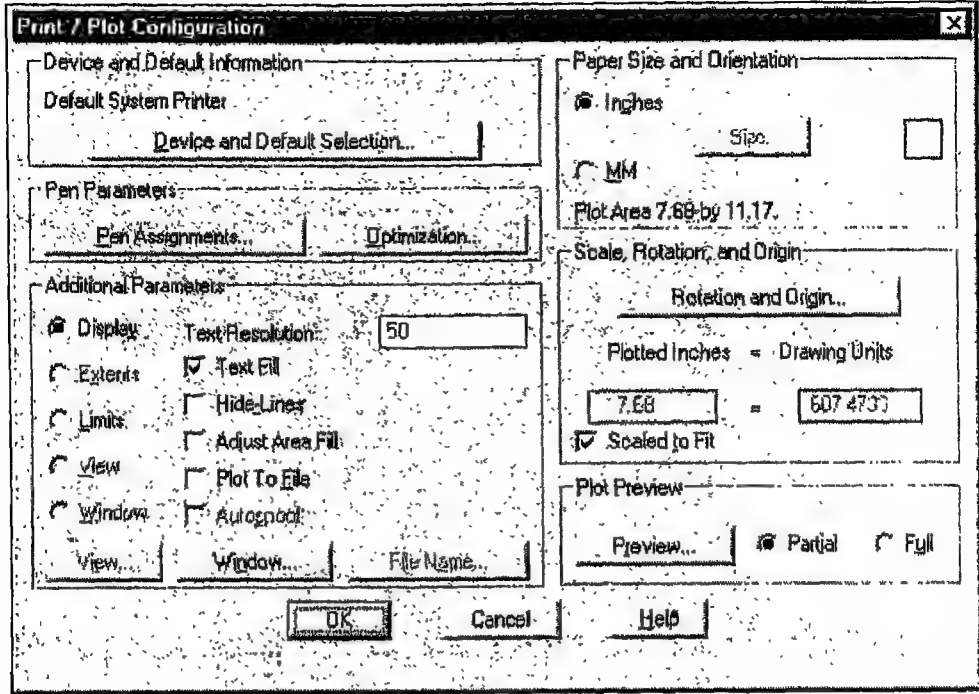 Print / Plot Configuration
Device and Default Information
Default System Printer
Device and Default Selection...
Pen Parameters
Pen Assignments...
Optimization...
Additional Parameters
Display
Extents
Limits
View
Window
Text Resolution:
50
Text Fill
Hide-Lines
Adjust Area Fill
Plot To File
Autospool
View...
Window...
File Name...
Paper Size and Orientation
Inches
Size...
MM
Plot Area 7.68 by 11.17.
Scale, Rotation, and Origin
Rotation and Origin...
Plotted Inches = Drawing Units
7.68 = 607.4733
Scaled to Fit
Plot Preview
Preview...
Partial
Full
OK
Cancel
Help